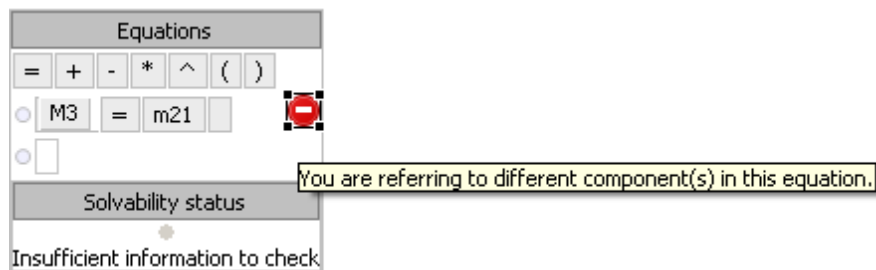 Equations
= + - * ^ ( )
M3 = m21
You are referring to different component(s) in this equation.
Solvability status
Insufficient information to check